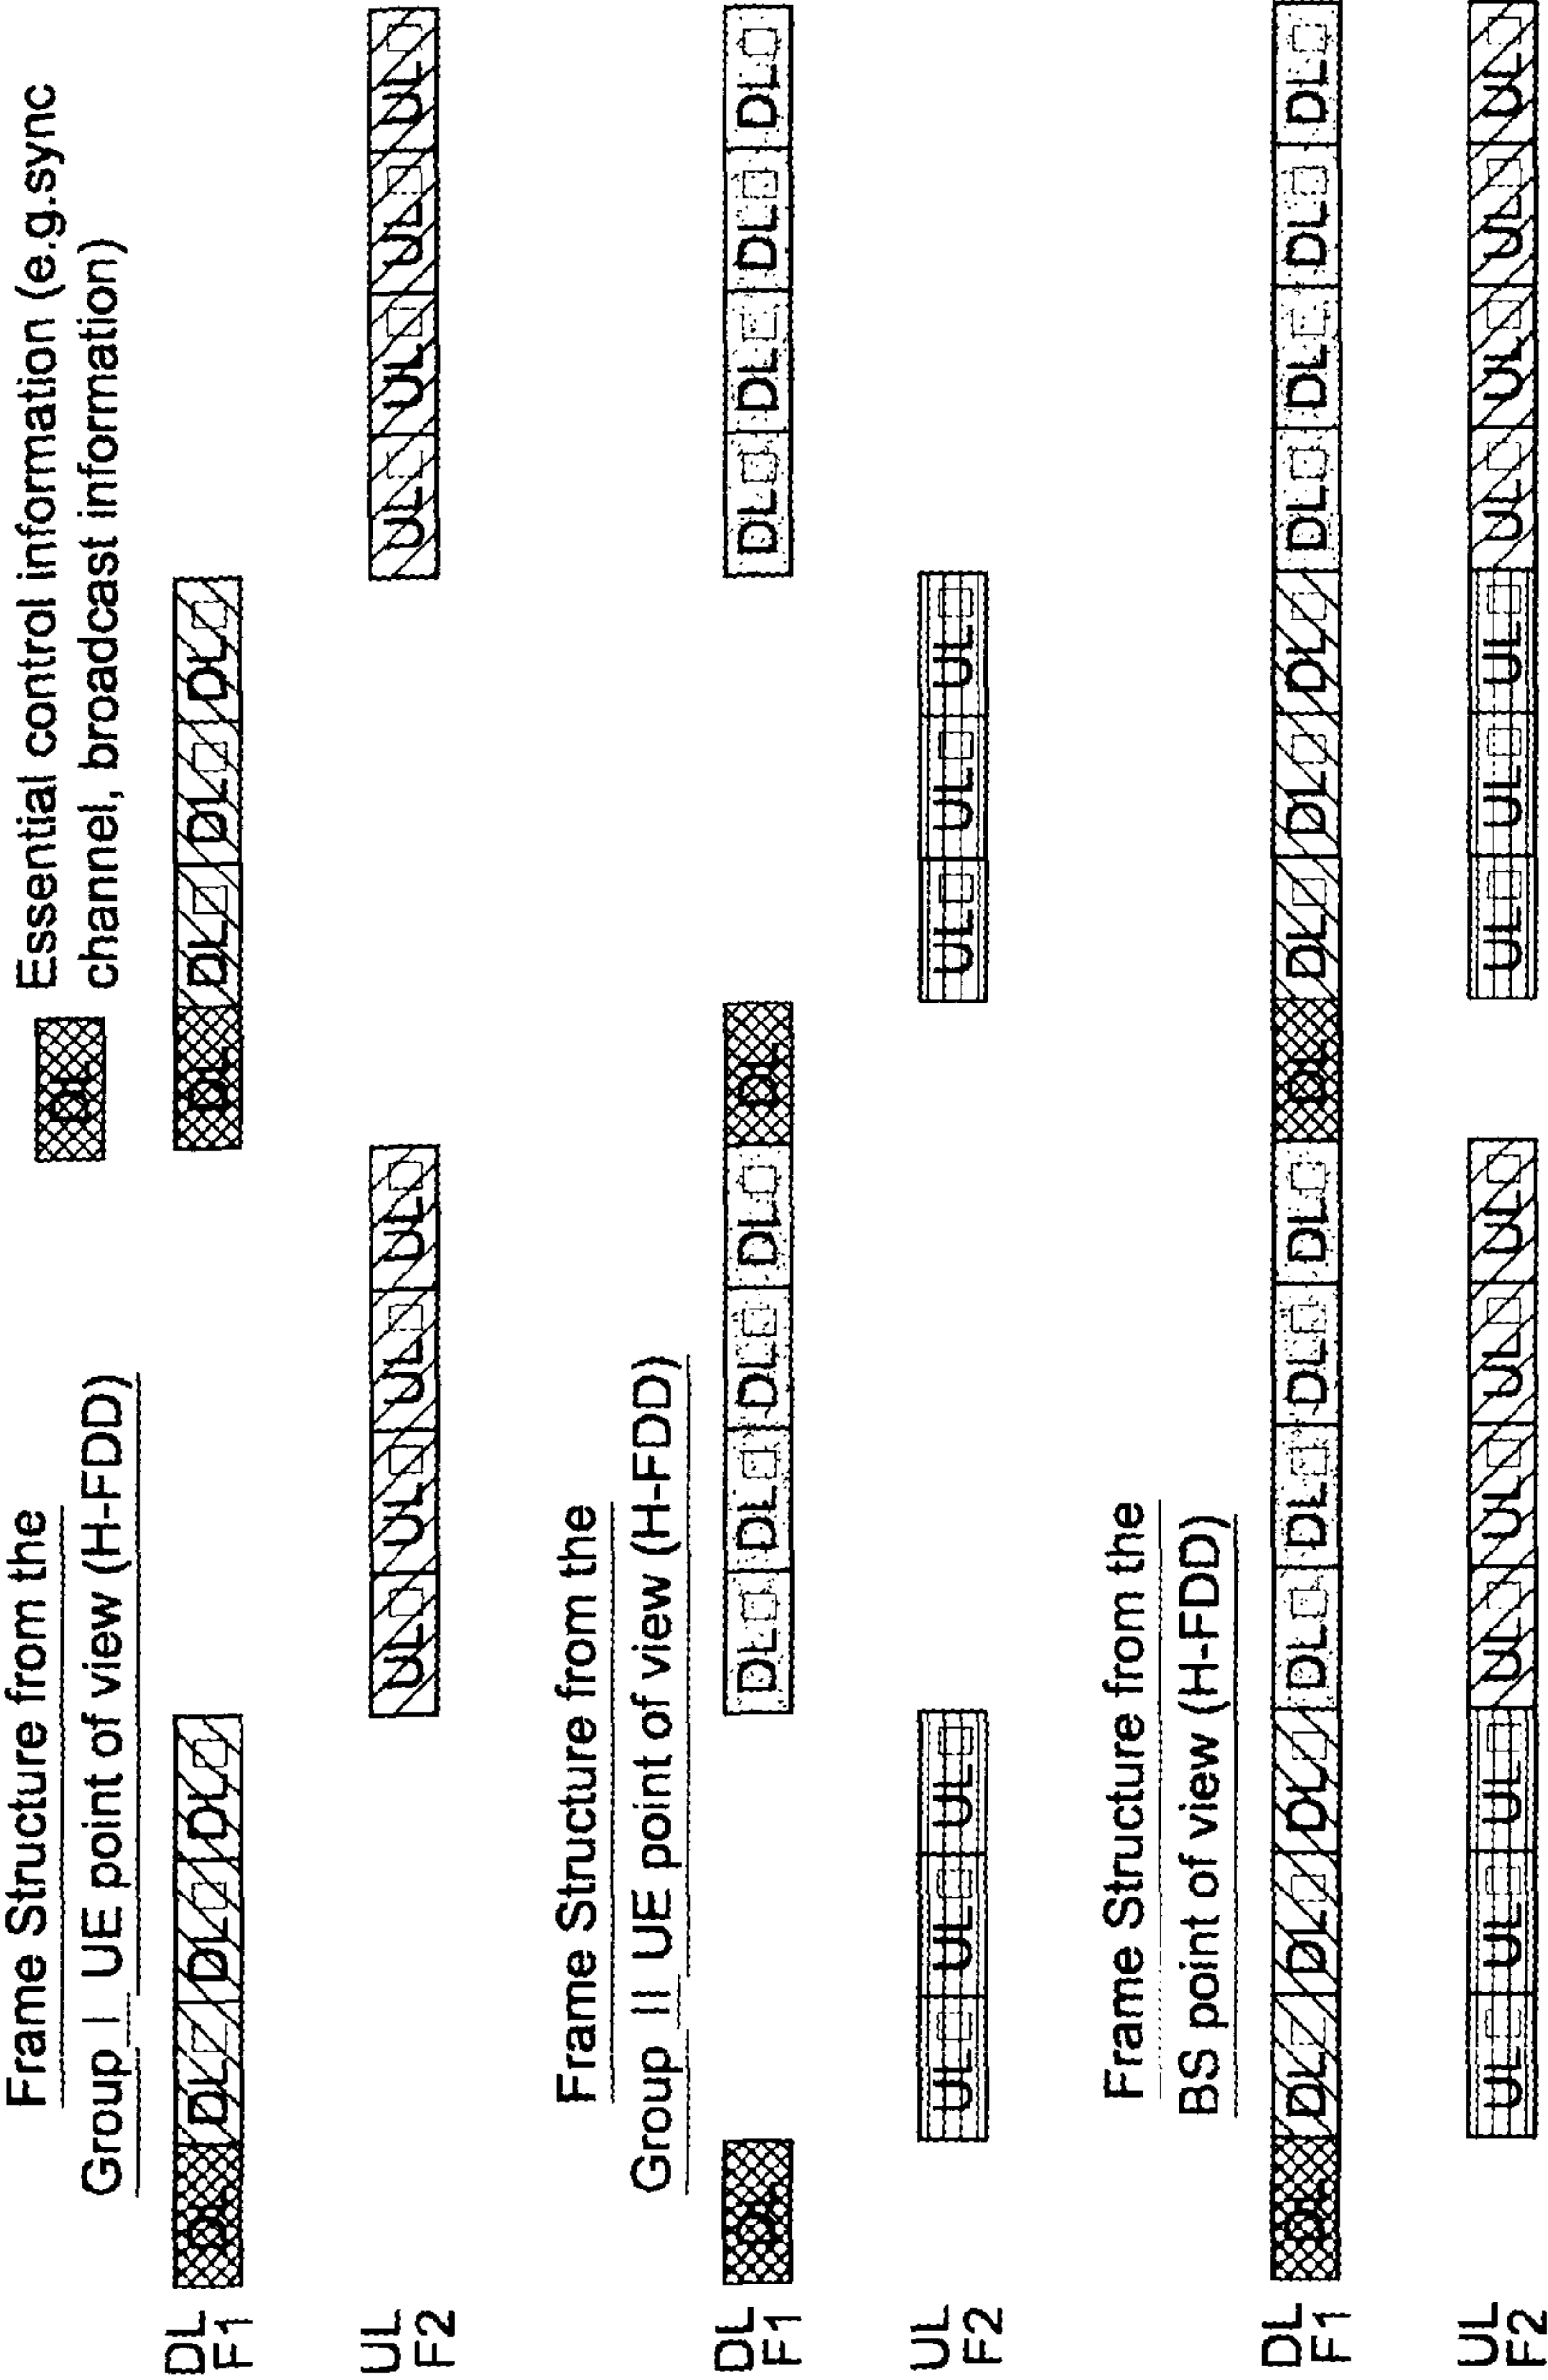 Frame Structure from the
Group I UE point of view (H-FDD)
DL Essential control information (e.g.sync
channel, broadcast information)
DL
F1
DL DL DL DL DL DL DL DL
UL
F2
UL UL UL UL UL UL UL UL
Frame Structure from the
Group II UE point of view (H-FDD)
DL
F1
DL DL DL DL DL DL DL DL DL DL
UL
F2
UL UL UL UL UL UL
Frame Structure from the
BS point of view (H-FDD)
DL
F1
DL DL DL DL DL DL DL DL DL DL DL DL DL DL DL DL
UL
F2
UL UL UL UL UL UL UL UL UL UL UL UL UL UL